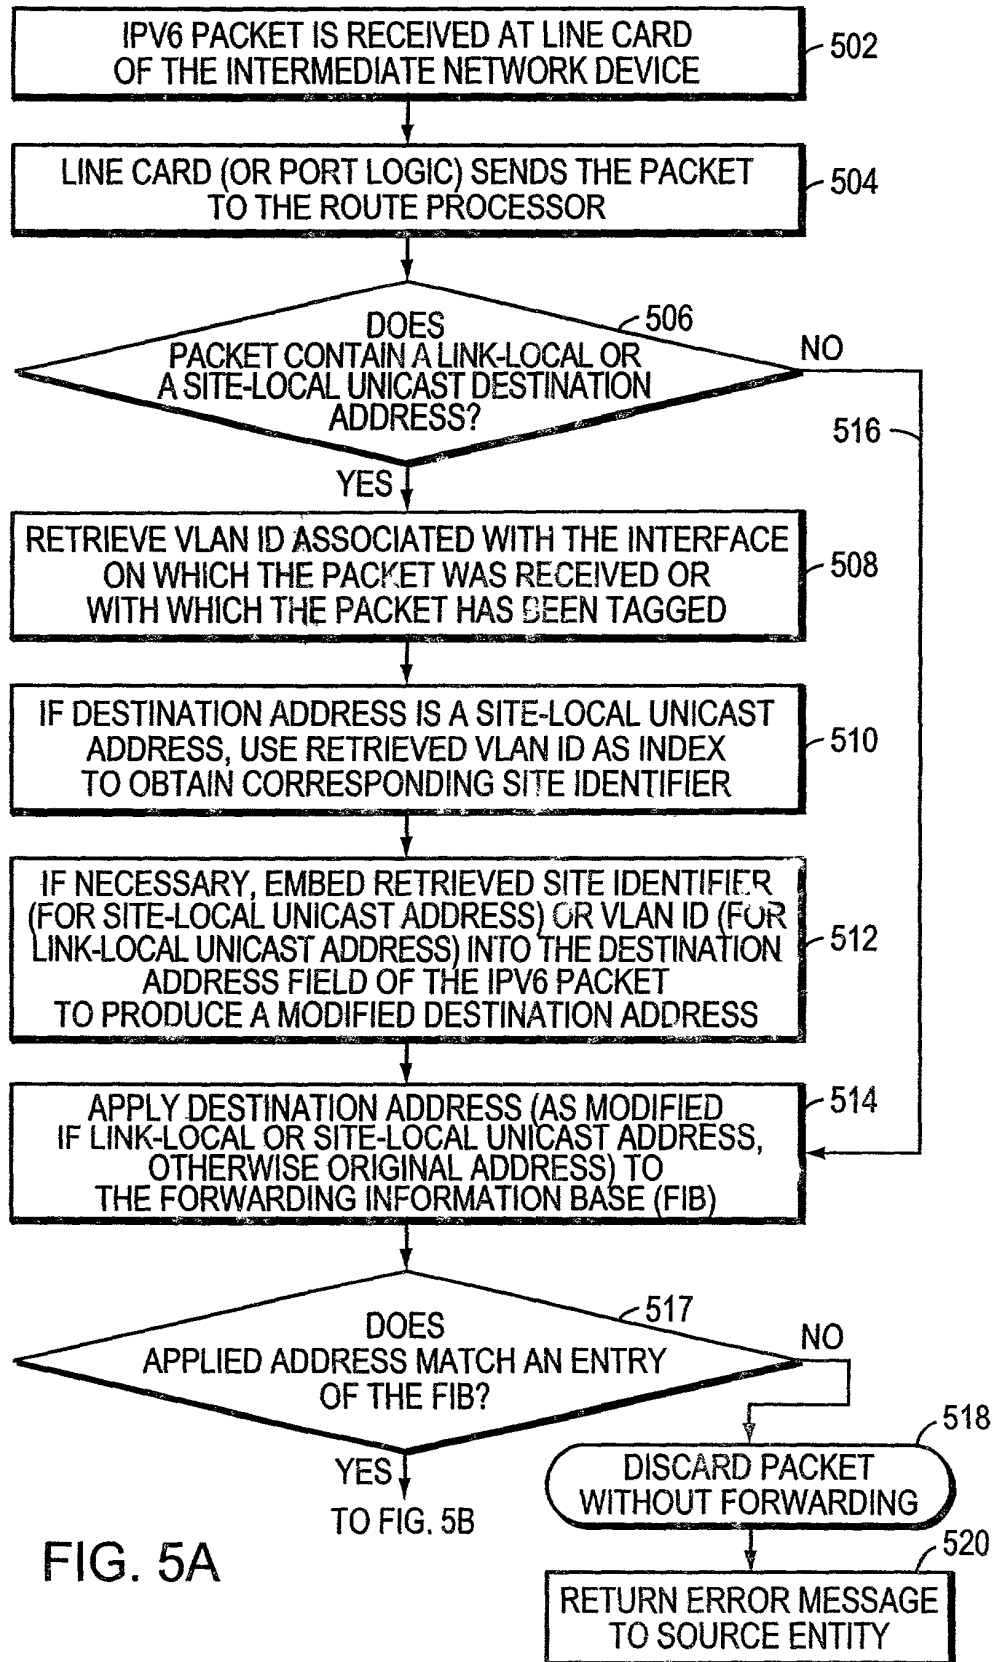 IPV6 PACKET IS RECEIVED AT LINE CARD
OF THE INTERMEDIATE NETWORK DEVICE
502
LINE CARD (OR PORT LOGIC) SENDS THE PACKET
TO THE ROUTE PROCESSOR
504
DOES
PACKET CONTAIN A LINK-LOCAL OR
A SITE-LOCAL UNICAST DESTINATION
ADDRESS?
506
NO
516
YES
RETRIEVE VLAN ID ASSOCIATED WITH THE INTERFACE
ON WHICH THE PACKET WAS RECEIVED OR
WITH WHICH THE PACKET HAS BEEN TAGGED
508
IF DESTINATION ADDRESS IS A SITE-LOCAL UNICAST
ADDRESS, USE RETRIEVED VLAN ID AS INDEX
TO OBTAIN CORRESPONDING SITE IDENTIFIER
510
IF NECESSARY, EMBED RETRIEVED SITE IDENTIFIER
(FOR SITE-LOCAL UNICAST ADDRESS) OR VLAN ID (FOR
LINK-LOCAL UNICAST ADDRESS) INTO THE DESTINATION
ADDRESS FIELD OF THE IPV6 PACKET
TO PRODUCE A MODIFIED DESTINATION ADDRESS
512
APPLY DESTINATION ADDRESS (AS MODIFIED
IF LINK-LOCAL OR SITE-LOCAL UNICAST ADDRESS,
OTHERWISE ORIGINAL ADDRESS) TO
THE FORWARDING INFORMATION BASE (FIB)
514
DOES
APPLIED ADDRESS MATCH AN ENTRY
OF THE FIB?
517
NO
YES
TO FIG. 5B
DISCARD PACKET
WITHOUT FORWARDING
518
RETURN ERROR MESSAGE
TO SOURCE ENTITY
520
FIG. 5A